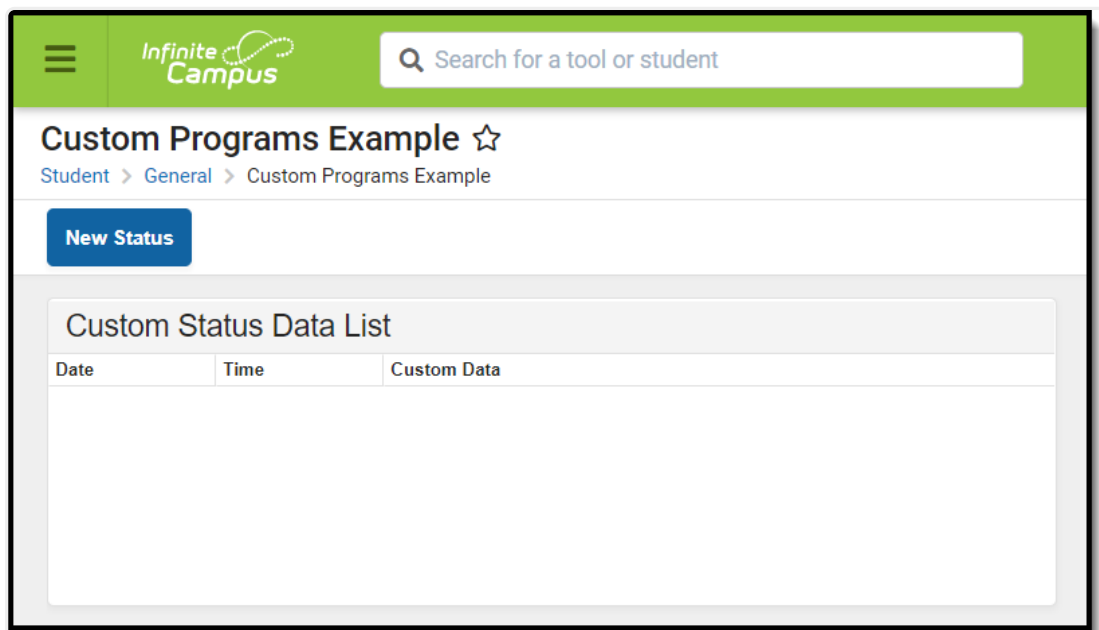 Infinite
Campus
Search for a tool or student
Custom Programs Example
Student > General > Custom Programs Example
New Status
Custom Status Data List
Date Time Custom Data